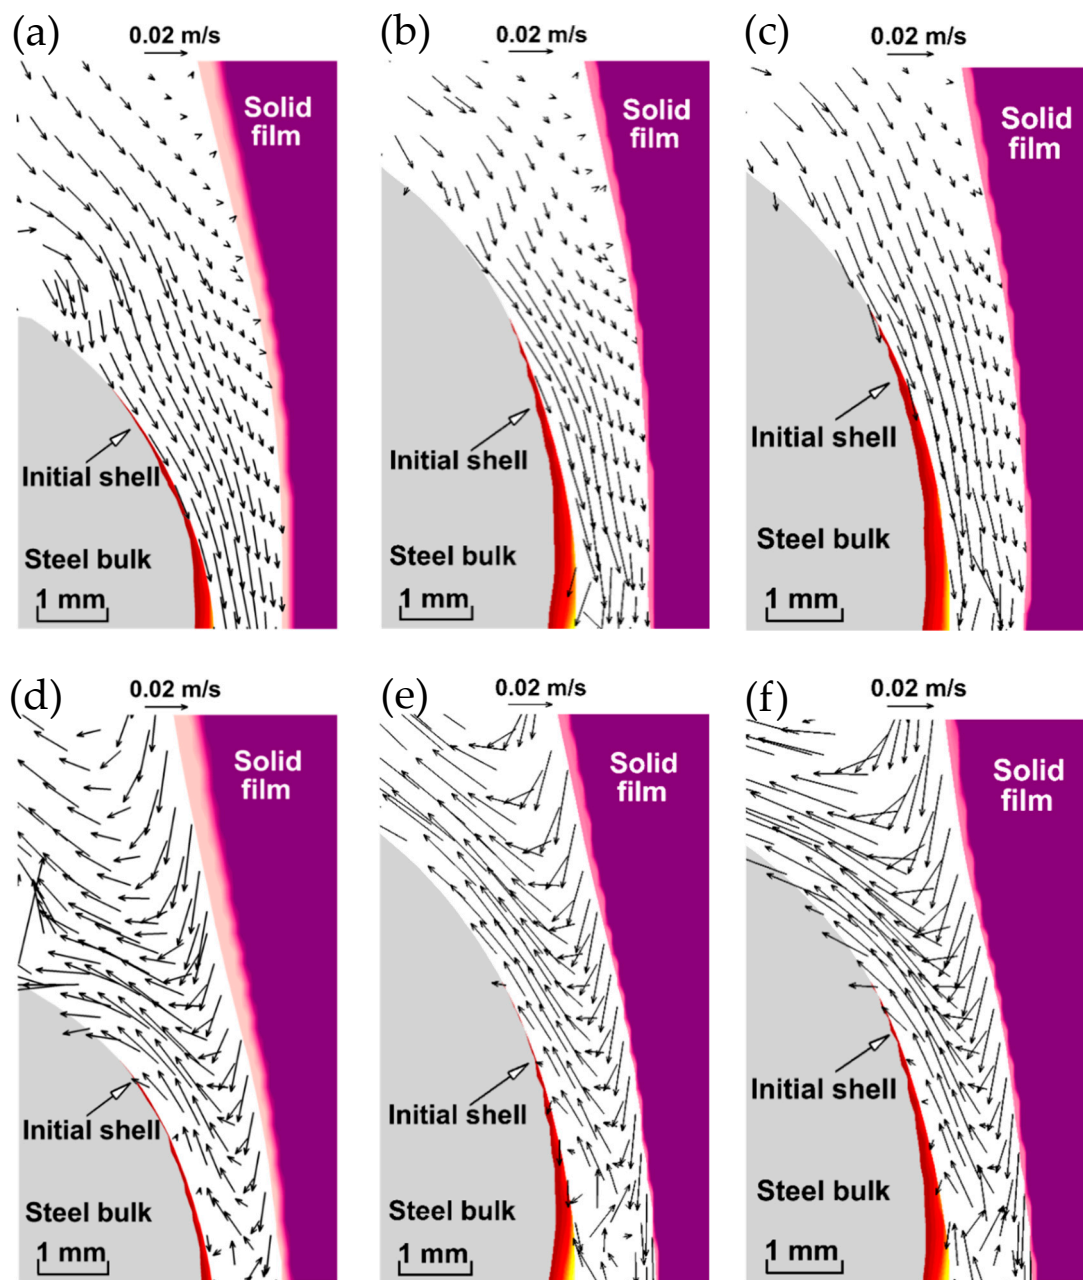 (a)
0.02 m/s
Solid
film
Initial shell
Steel bulk
1 mm
(b)
0.02 m/s
Solid
film
Initial shell
Steel bulk
1 mm
(c)
0.02 m/s
Solid
film
Initial shell
Steel bulk
1 mm
(d)
0.02 m/s
Solid
film
Initial shell
Steel bulk
1 mm
(e)
0.02 m/s
Solid
film
Initial shell
Steel bulk
1 mm
(f)
0.02 m/s
Solid
film
Initial shell
Steel bulk
1 mm